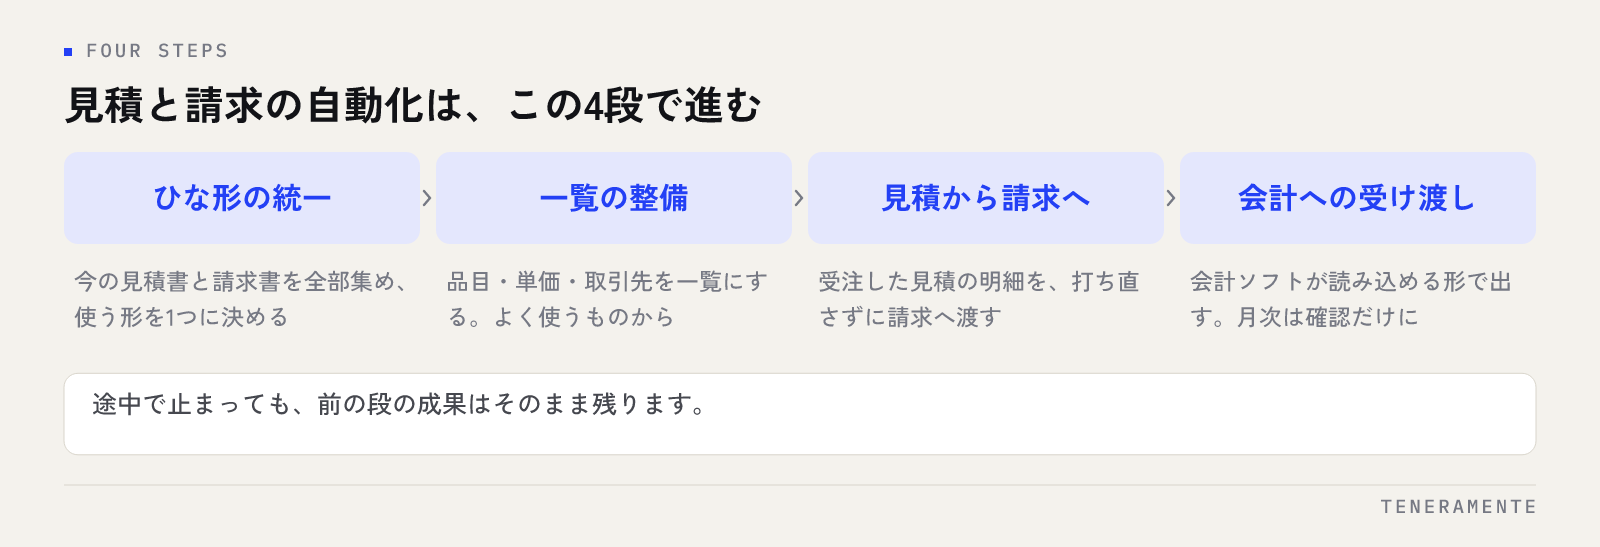 FOUR STEPS
見積と請求の自動化は、この4段で進む
ひな形の統一
今の見積書と請求書を全部集め、
使う形を1つに決める
一覧の整備
品目・単価・取引先を一覧にす
る。よく使うものから
見積から請求へ
受注した見積の明細を、打ち直
さずに請求へ渡す
会計への受け渡し
会計ソフトが読み込める形で出
す。月次は確認だけに
途中で止まっても、前の段の成果はそのまま残ります。
TENERAMENTE